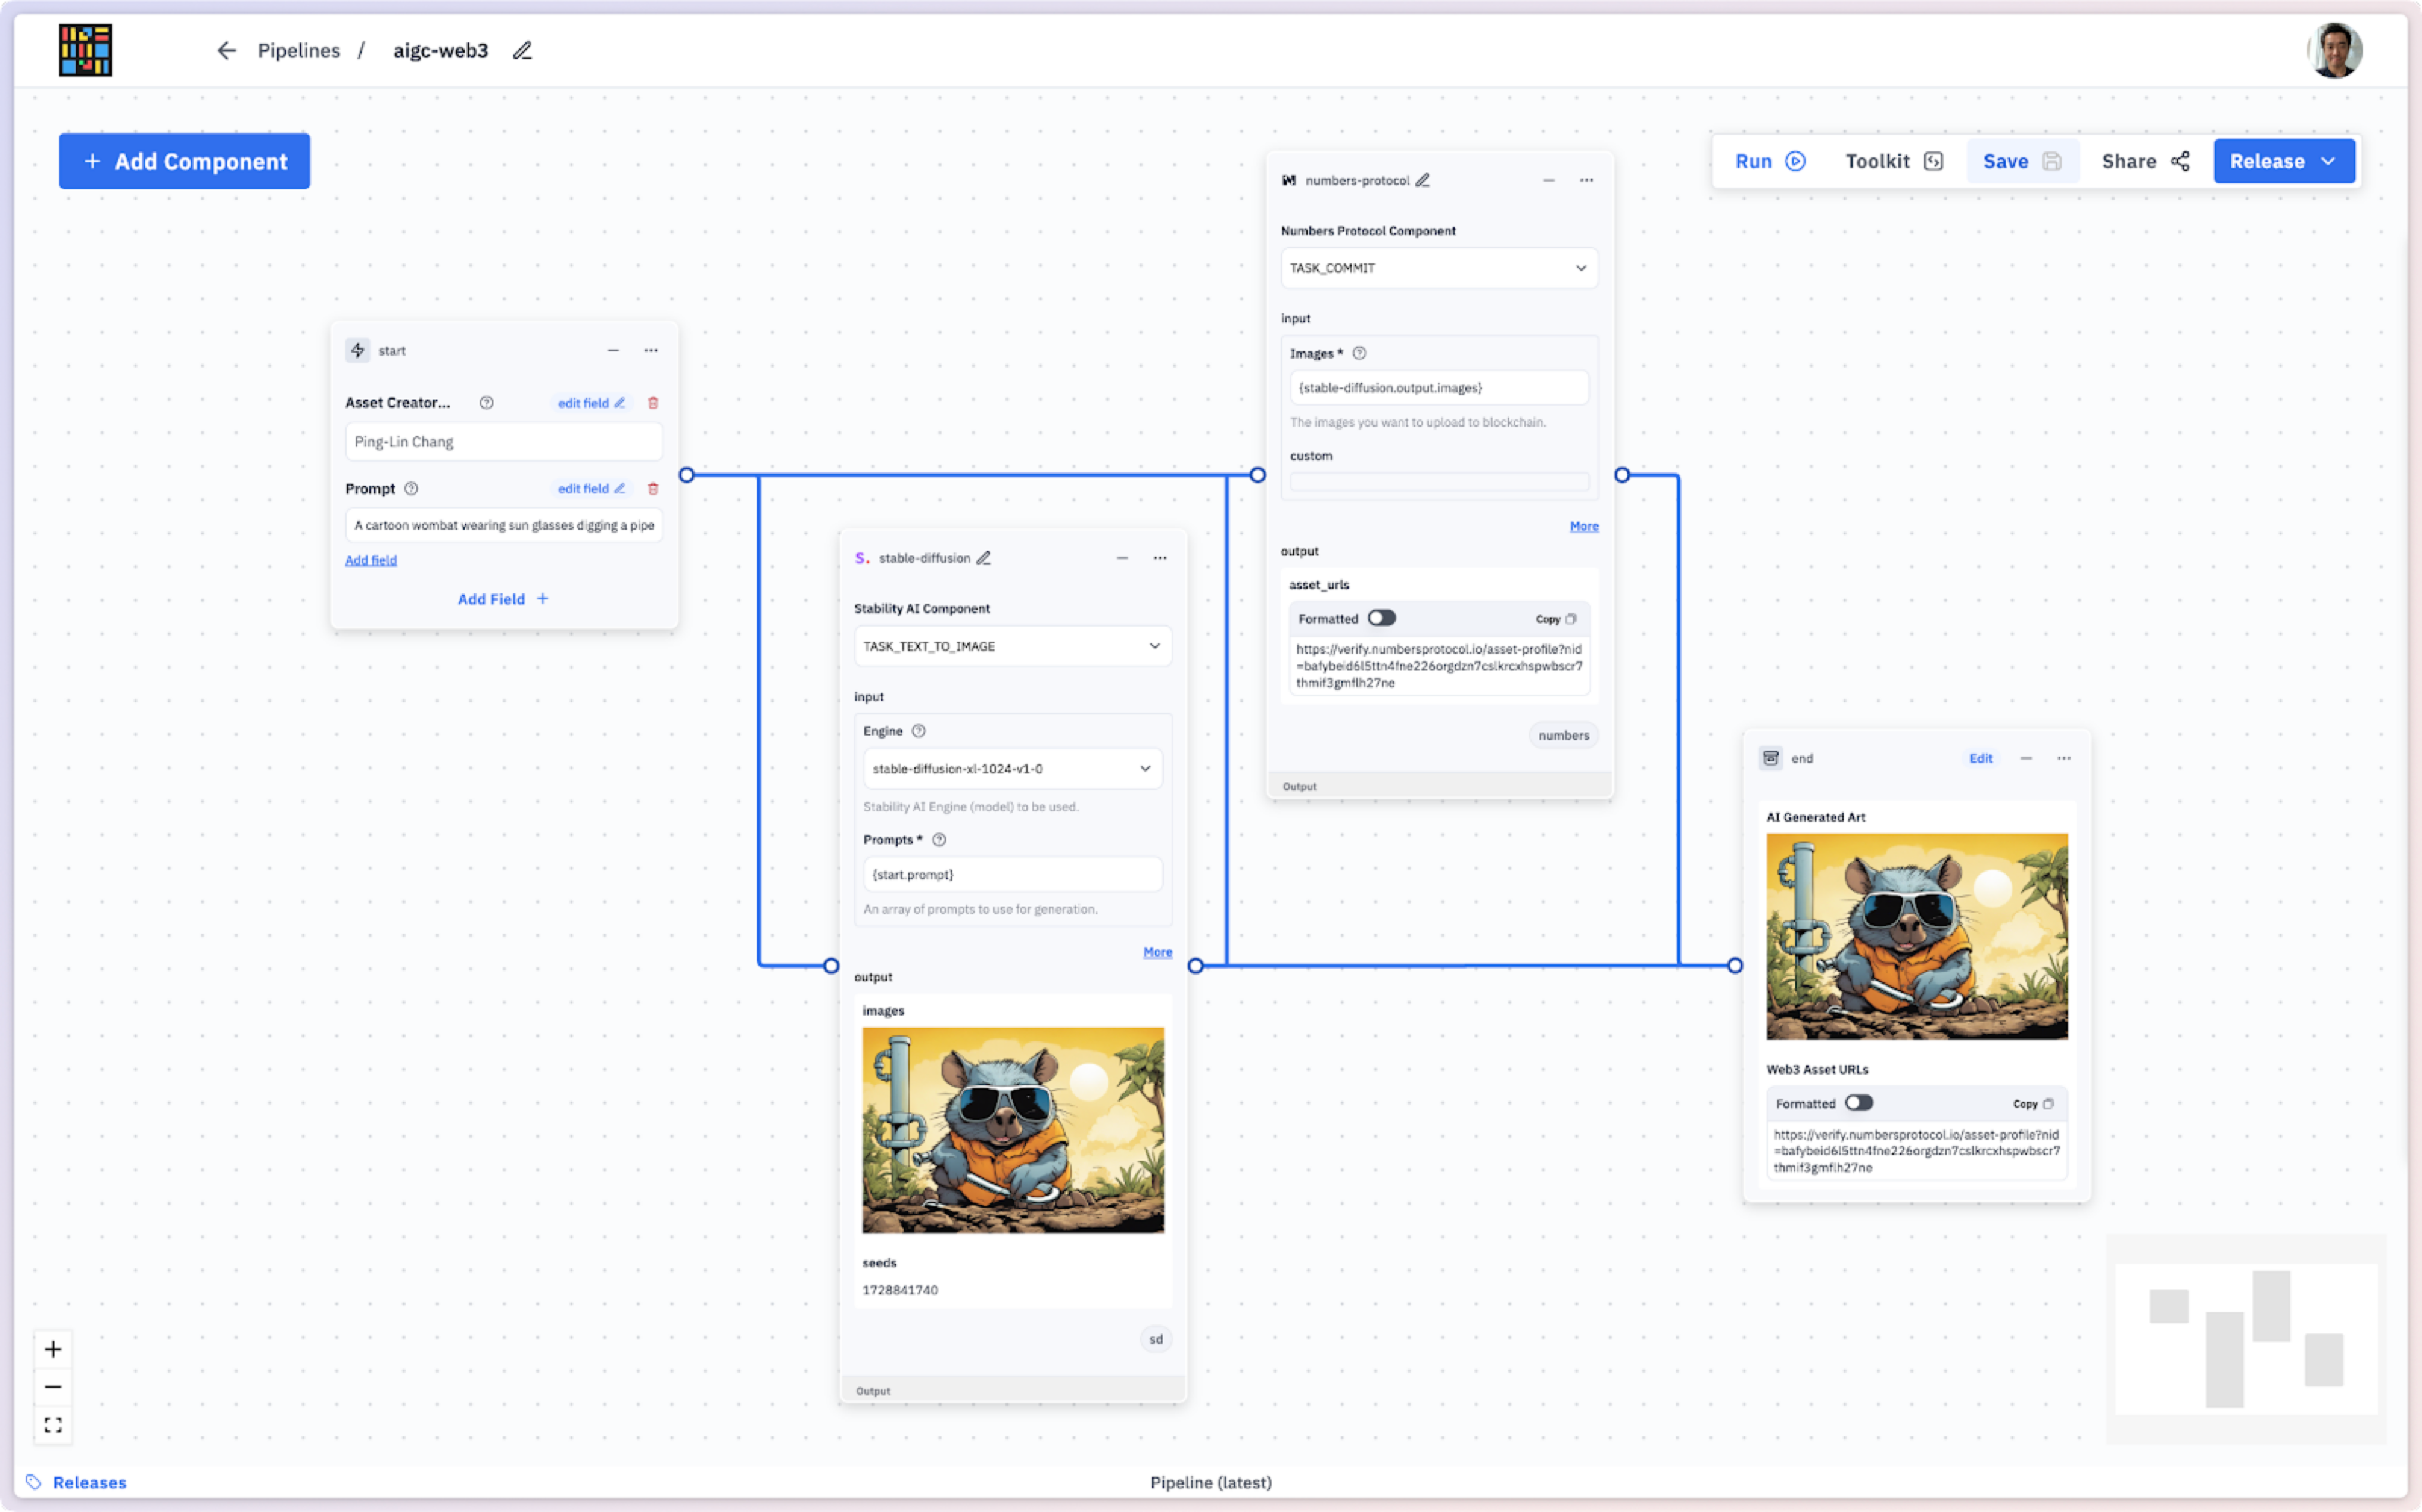 Pipelines / aigc-web3
+ Add Component
Run
Toolkit
Save
Share
Release
start
Asset Creator...
edit field
Ping-Lin Chang
Prompt
edit field
A cartoon wombat wearing sun glasses digging a pipe
Add field
Add Field +
S. stable-diffusion
Stability AI Component
TASK_TEXT_TO_IMAGE
input
Engine
stable-diffusion-xl-1024-v1-0
Stability AI Engine (model) to be used.
Prompts *
{start.prompt}
An array of prompts to use for generation.
More
output
images
seeds
1728841740
sd
Output
numbers-protocol
Numbers Protocol Component
TASK_COMMIT
input
Images *
{stable-diffusion.output.images}
The images you want to upload to blockchain.
custom
More
output
asset_urls
Formatted
Copy
https://verify.numbersprotocol.io/asset-profile?nid
=bafybeid6l5ttn4fne226orgdzn7cslkrcxhspwbscr7
thmif3gmflh27ne
numbers
Output
end
Edit
AI Generated Art
Web3 Asset URLs
Formatted
Copy
https://verify.numbersprotocol.io/asset-profile?nid
=bafybeid6l5ttn4fne226orgdzn7cslkrcxhspwbscr7
thmif3gmflh27ne
Releases
Pipeline (latest)